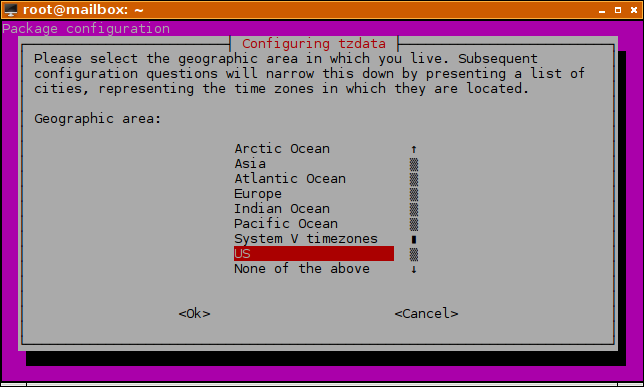 root@mailbox: ~
Package configuration
Configuring tzdata
Please select the geographic area in which you live. Subsequent
configuration questions will narrow this down by presenting a list of
cities, representing the time zones in which they are located.
Geographic area:
Arctic Ocean
Asia
Atlantic Ocean
Europe
Indian Ocean
Pacific Ocean
System V timezones
US
None of the above
<Ok> <Cancel>